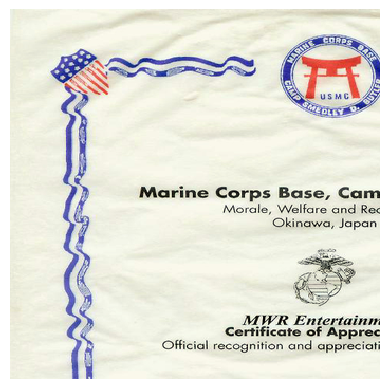 MARINE CORPS BASE
USMC
CAMP SMEDLEY D. BUTLER
Marine Corps Base, Cam
Morale, Welfare and Rec
Okinawa, Japan
MWR Entertainm
Certificate of Apprec
Official recognition and appreciati